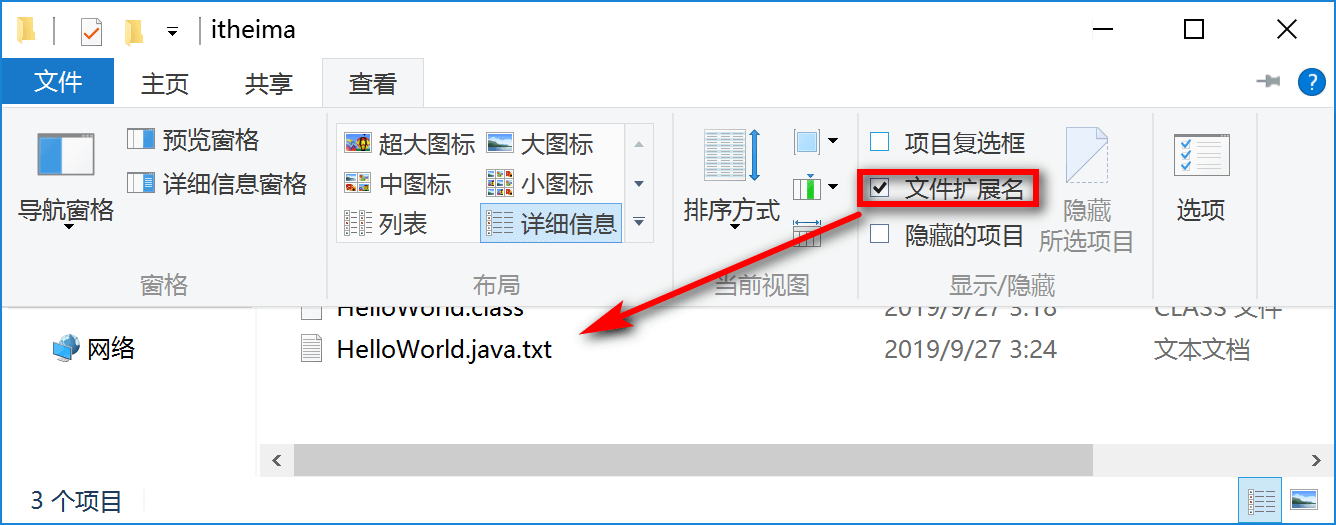 itheima
文件 主页 共享 查看
导航窗格
预览窗格
详细信息窗格
窗格
超大图标 大图标
中图标 小图标
列表 详细信息
布局
排序方式
当前视图
项目复选框
文件扩展名
隐藏的项目
隐藏
所选项目
显示/隐藏
选项
HelloWorld.class 2019/9/27 3:18 CLASS 文件
网络
HelloWorld.java.txt 2019/9/27 3:24 文本文档
3 个项目